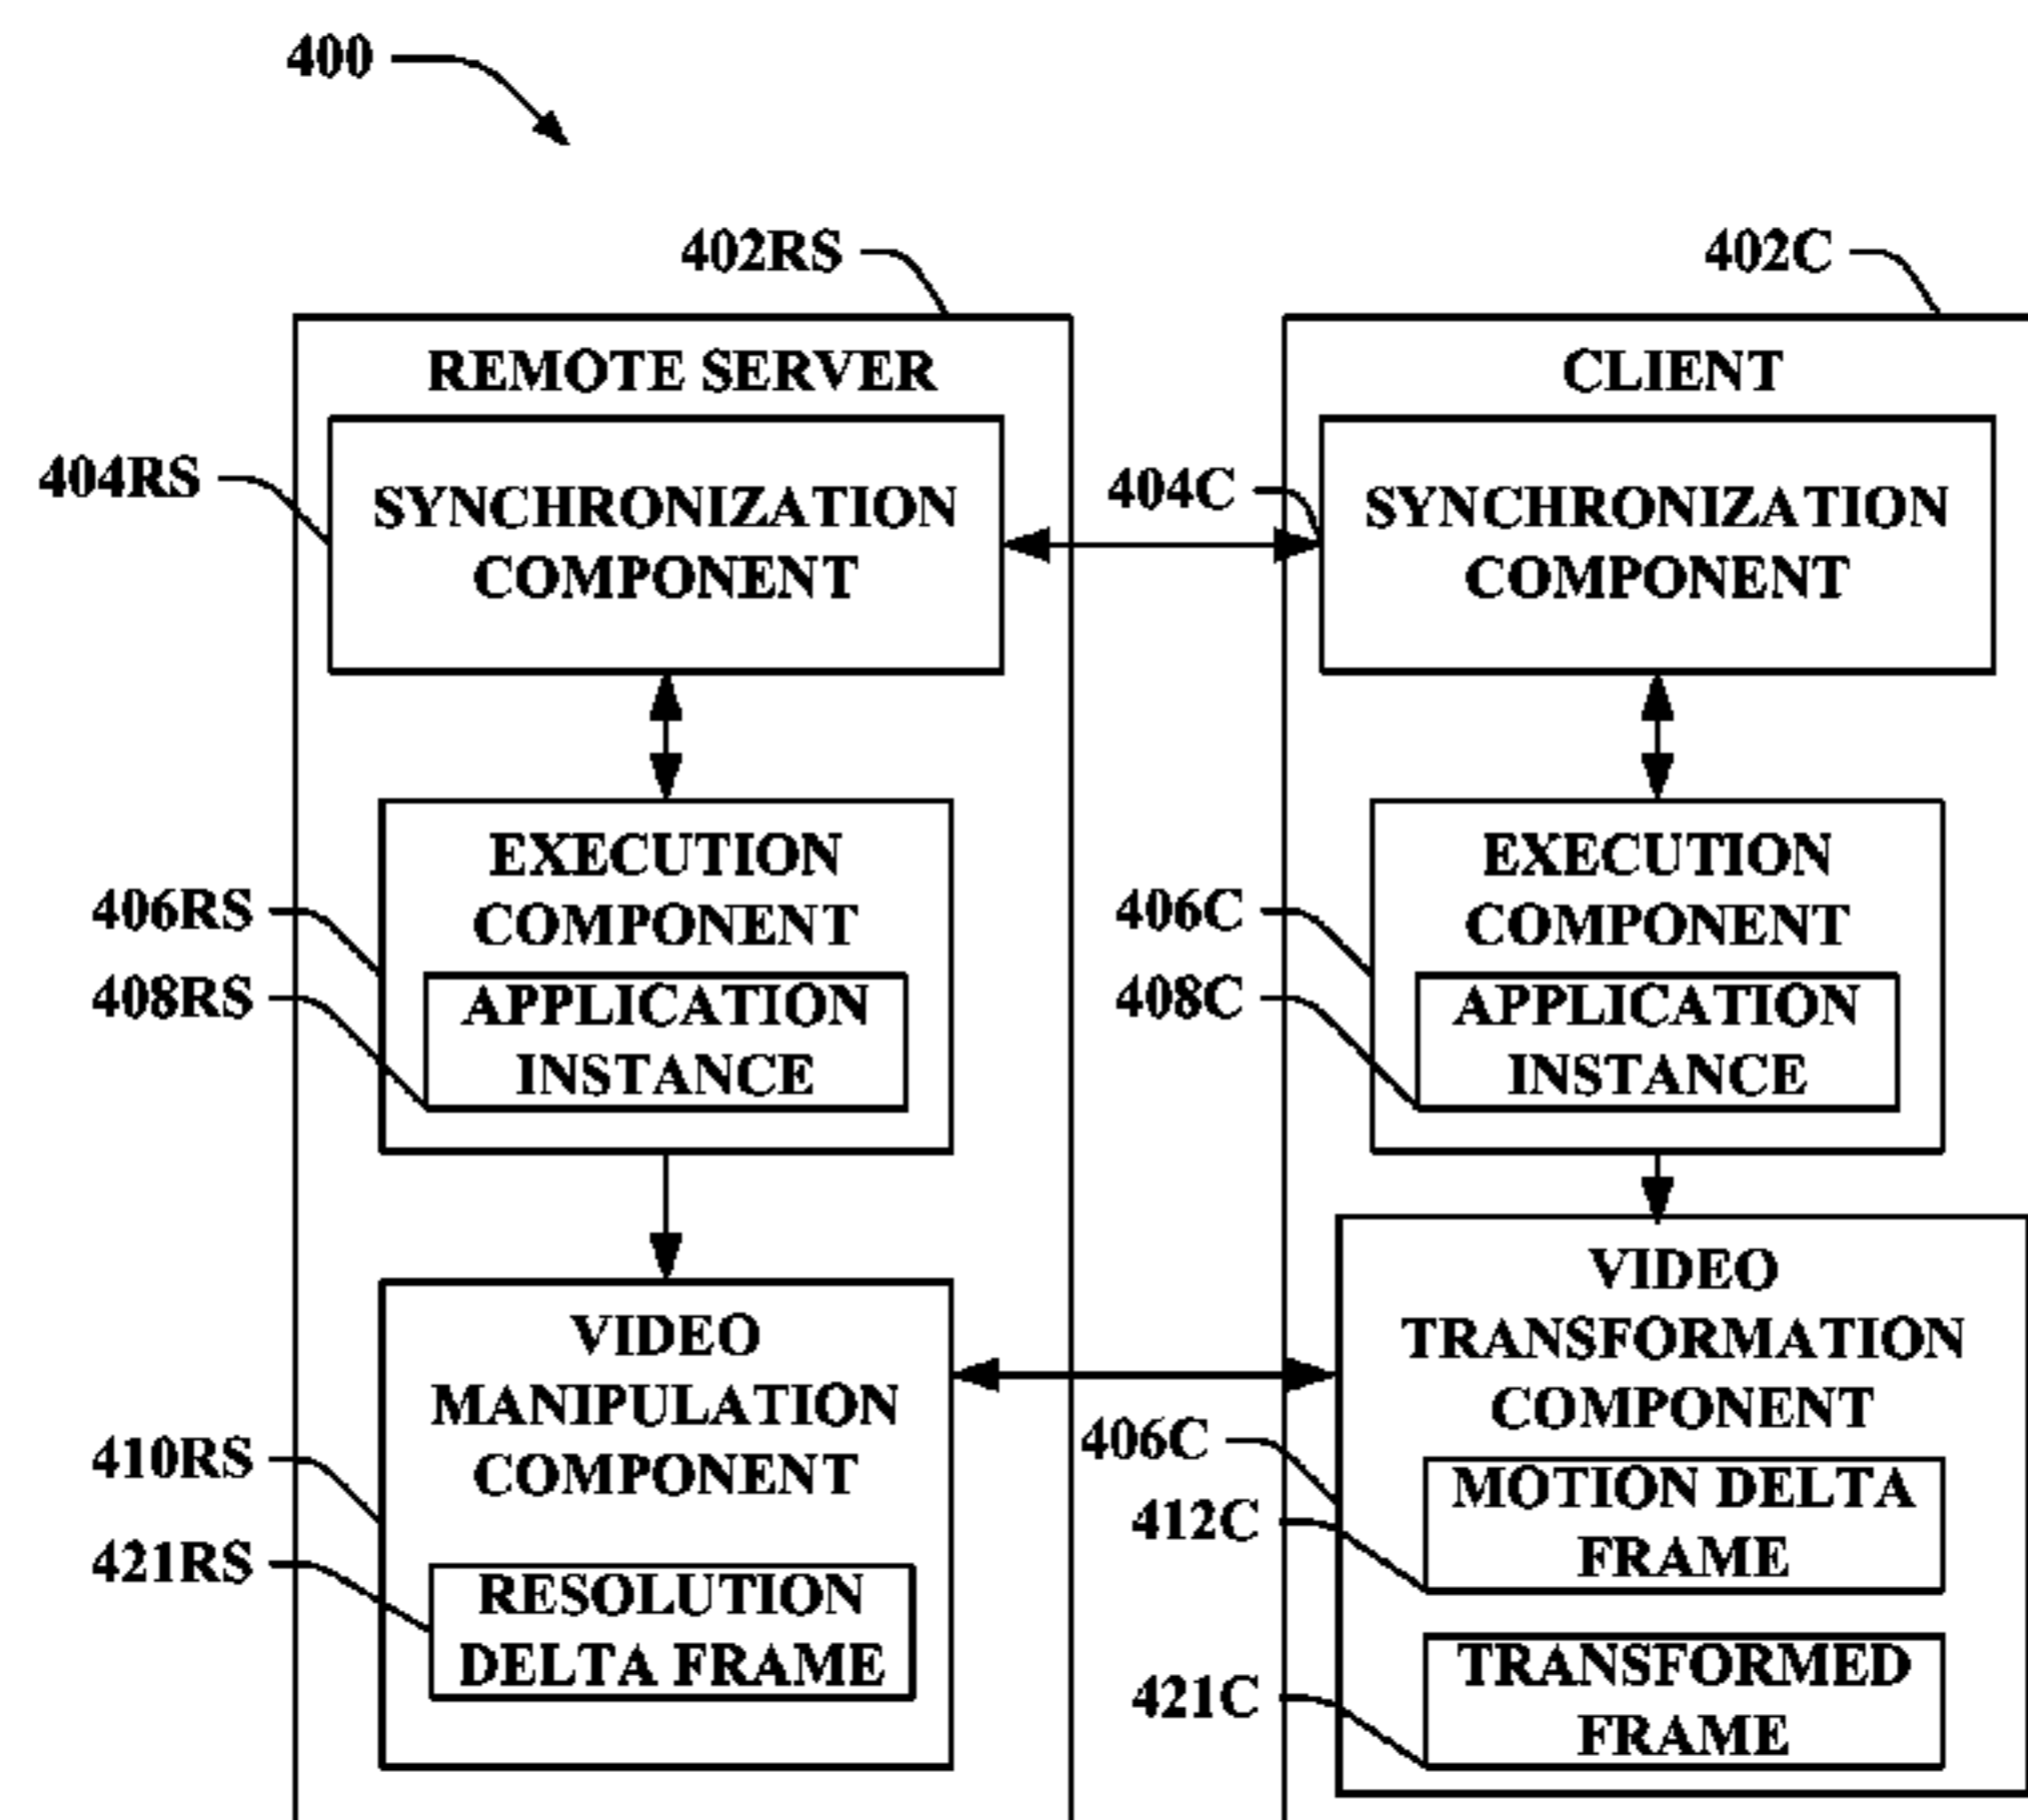 400
402RS
402C
REMOTE SERVER
CLIENT
404RS
SYNCHRONIZATION
COMPONENT
404C
SYNCHRONIZATION
COMPONENT
406RS
EXECUTION
COMPONENT
408RS
APPLICATION
INSTANCE
406C
EXECUTION
COMPONENT
408C
APPLICATION
INSTANCE
410RS
VIDEO
MANIPULATION
COMPONENT
421RS
RESOLUTION
DELTA FRAME
406C
VIDEO
TRANSFORMATION
COMPONENT
412C
MOTION DELTA
FRAME
421C
TRANSFORMED
FRAME